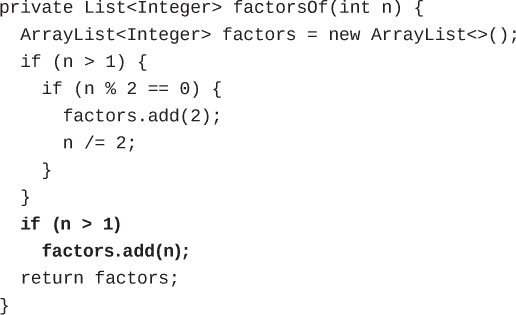 private List<Integer> factorsOf(int n) {
  ArrayList<Integer> factors = new ArrayList<>();
  if (n > 1) {
    if (n % 2 == 0) {
      factors.add(2);
      n /= 2;
    }
  }
  if (n > 1)
    factors.add(n);
  return factors;
}